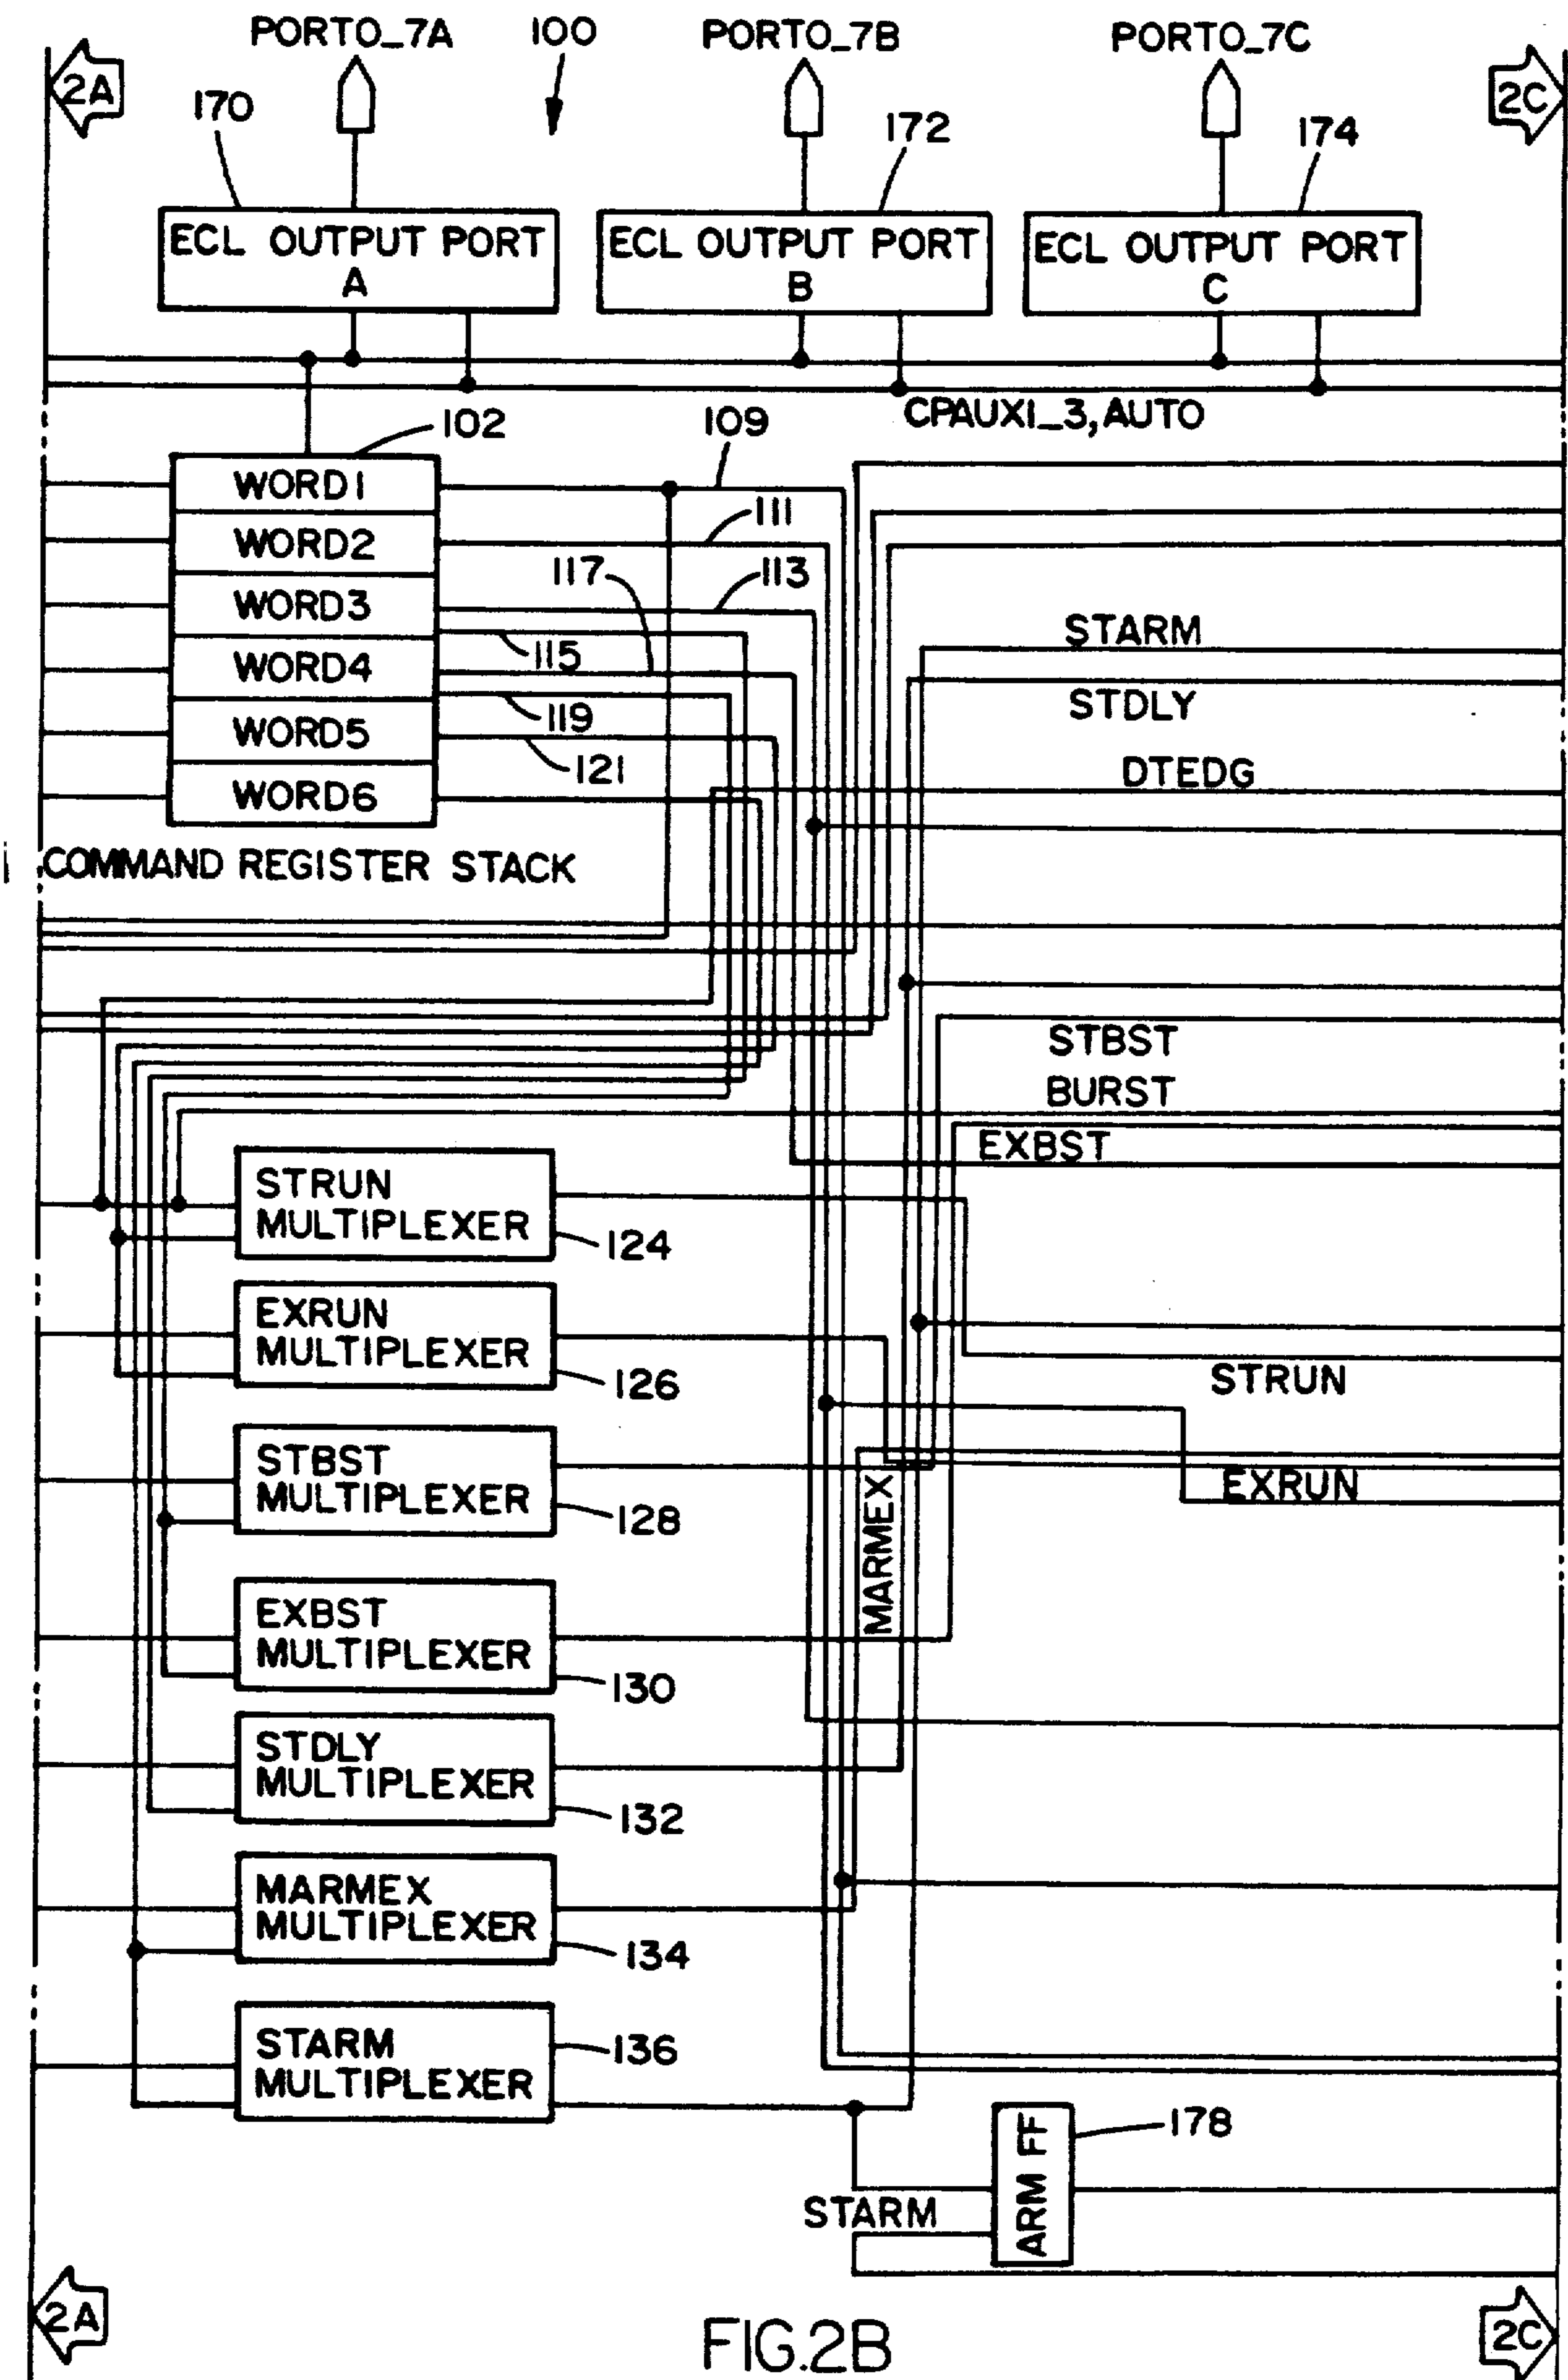 PORTO_7A
100
PORTO_7B
PORTO_7C
2A
2C
170
172
174
ECL OUTPUT PORT
A
ECL OUTPUT PORT
B
ECL OUTPUT PORT
C
CPAUX1_3, AUTO
102
109
WORD1
111
WORD2
117
113
WORD3
115
WORD4
119
WORD5
121
WORD6
STARM
STDLY
DTEDG
COMMAND REGISTER STACK
STBST
BURST
EXBST
STRUN
MULTIPLEXER
124
EXRUN
MULTIPLEXER
126
STRUN
STBST
MULTIPLEXER
128
EXRUN
MARMEX
EXBST
MULTIPLEXER
130
STDLY
MULTIPLEXER
132
MARMEX
MULTIPLEXER
134
STARM
MULTIPLEXER
136
178
ARM FF
STARM
2A
2C
FIG.2B